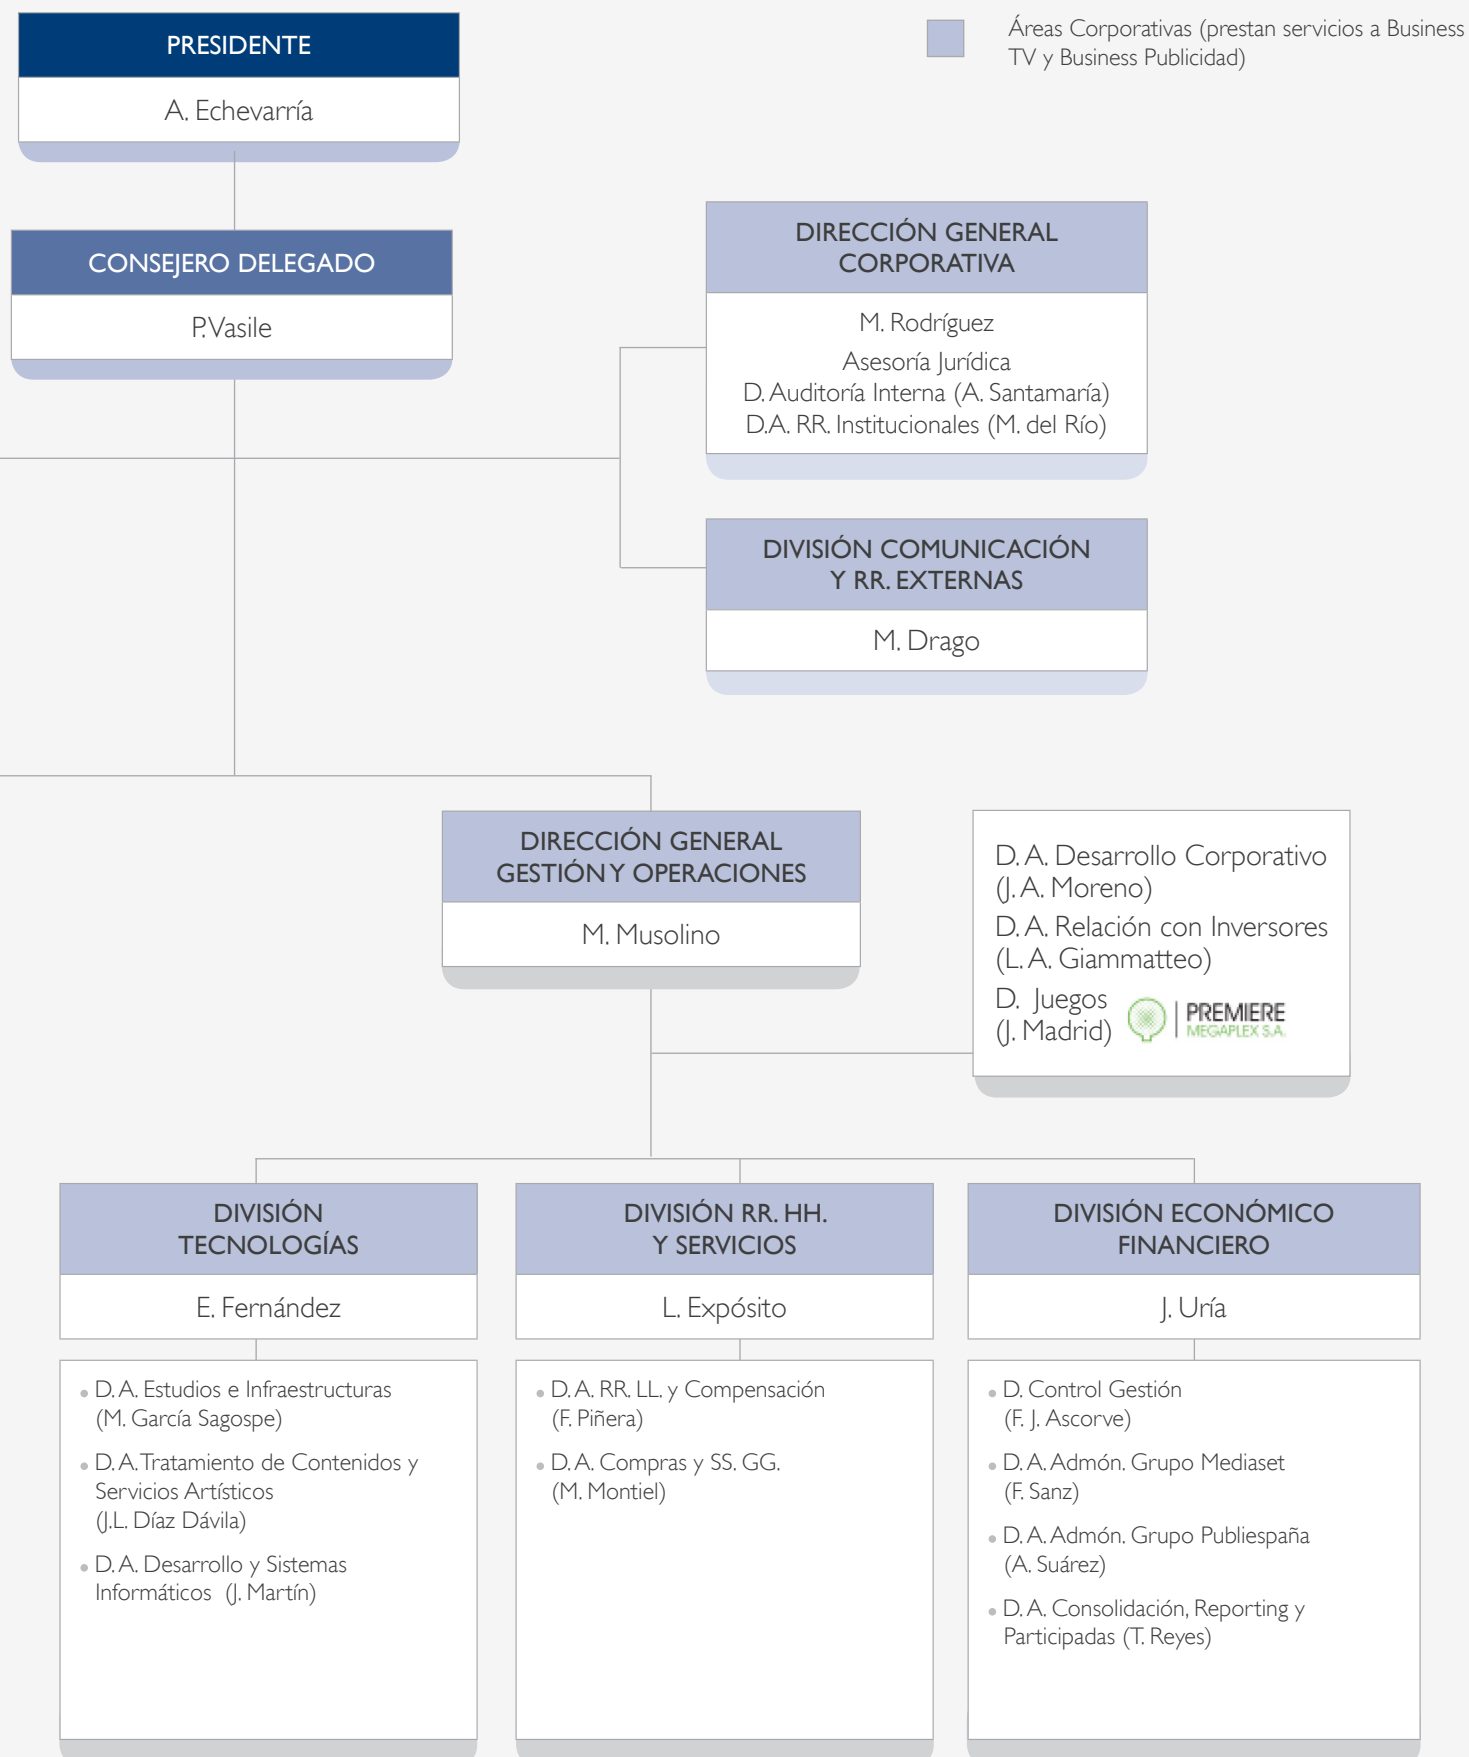 PRESIDENTE
A. Echevarría
Áreas Corporativas (prestan servicios a Business
TV y Business Publicidad)
CONSEJERO DELEGADO
P. Vasile
DIRECCIÓN GENERAL
CORPORATIVA
M. Rodríguez
Asesoría Jurídica
D. Auditoría Interna (A. Santamaría)
D.A. RR. Institucionales (M. del Río)
DIVISIÓN COMUNICACIÓN
Y RR. EXTERNAS
M. Drago
DIRECCIÓN GENERAL
GESTIÓN Y OPERACIONES
M. Musolino
D. A. Desarrollo Corporativo
(J. A. Moreno)
D. A. Relación con Inversores
(L. A. Giammatteo)
D. Juegos
(J. Madrid)
PREMIERE
MEGAPLEX S.A.
DIVISIÓN
TECNOLOGÍAS
E. Fernández
• D. A. Estudios e Infraestructuras
(M. García Sagospe)
• D. A. Tratamiento de Contenidos y
Servicios Artísticos
(J.L. Díaz Dávila)
• D. A. Desarrollo y Sistemas
Informáticos (J. Martín)
DIVISIÓN RR. HH.
Y SERVICIOS
L. Expósito
• D. A. RR. LL. y Compensación
(F. Piñera)
• D. A. Compras y SS. GG.
(M. Montiel)
DIVISIÓN ECONÓMICO
FINANCIERO
J. Uría
• D. Control Gestión
(F. J. Ascorve)
• D. A. Admón. Grupo Mediaset
(F. Sanz)
• D. A. Admón. Grupo Publiespaña
(A. Suárez)
• D. A. Consolidación, Reporting y
Participadas (T. Reyes)